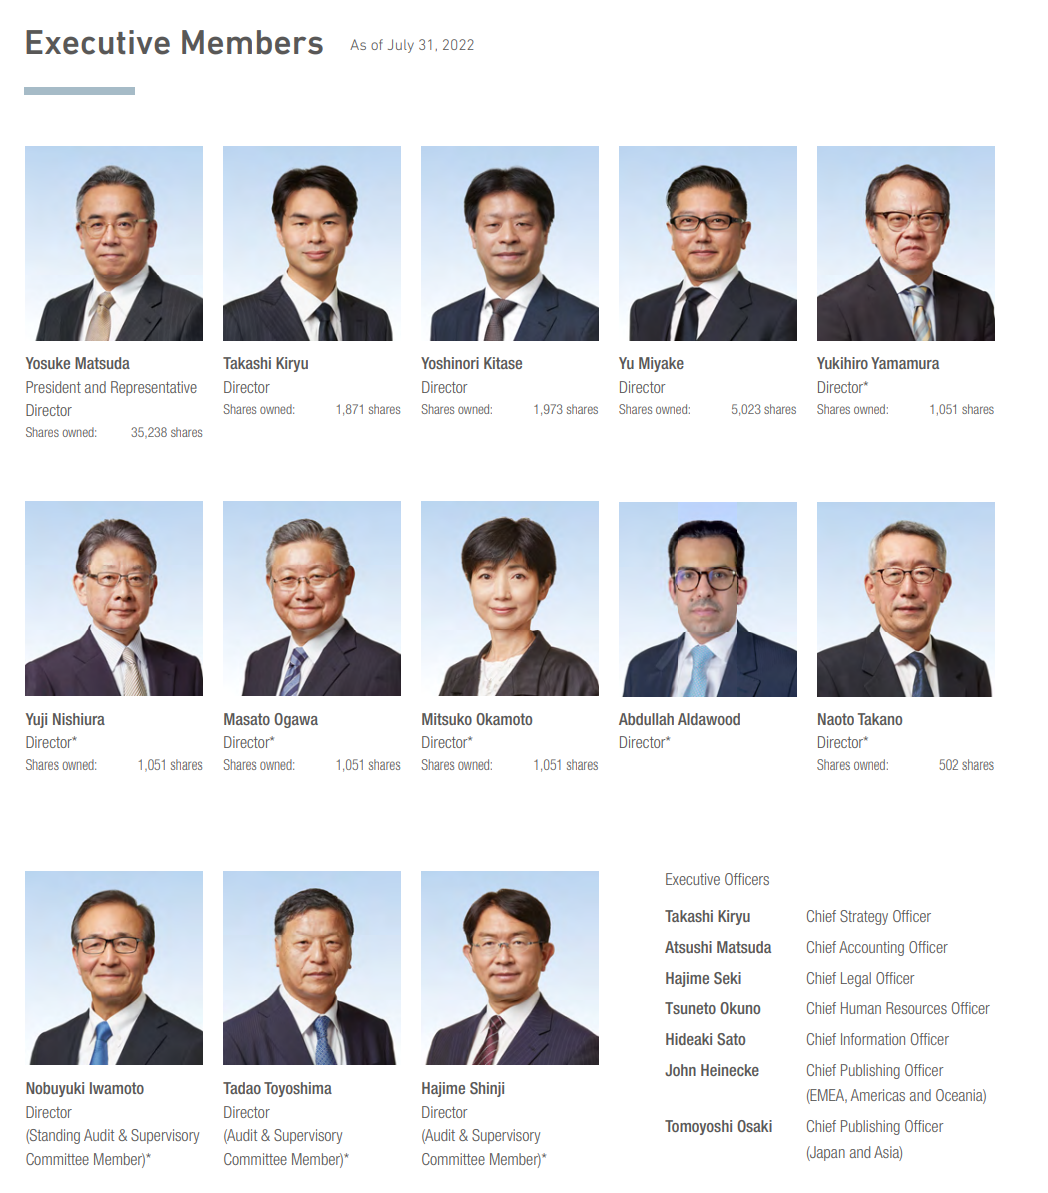 Executive Members As of July 31, 2022
Yosuke Matsuda
President and Representative
Director
Shares owned: 35,238 shares
Takashi Kiryu
Director
Shares owned: 1,871 shares
Yoshinori Kitase
Director
Shares owned: 1,973 shares
Yu Miyake
Director
Shares owned: 5,023 shares
Yukihiro Yamamura
Director*
Shares owned: 1,051 shares
Yuji Nishiura
Director*
Shares owned: 1,051 shares
Masato Ogawa
Director*
Shares owned: 1,051 shares
Mitsuko Okamoto
Director*
Shares owned: 1,051 shares
Abdullah Aldawood
Director*
Naoto Takano
Director*
Shares owned: 502 shares
Nobuyuki Iwamoto
Director
(Standing Audit & Supervisory
Committee Member)*
Tadao Toyoshima
Director
(Audit & Supervisory
Committee Member)*
Hajime Shinji
Director
(Audit & Supervisory
Committee Member)*
Executive Officers
Takashi Kiryu Chief Strategy Officer
Atsushi Matsuda Chief Accounting Officer
Hajime Seki Chief Legal Officer
Tsuneto Okuno Chief Human Resources Officer
Hideaki Sato Chief Information Officer
John Heinecke Chief Publishing Officer
(EMEA, Americas and Oceania)
Tomoyoshi Osaki Chief Publishing Officer
(Japan and Asia)